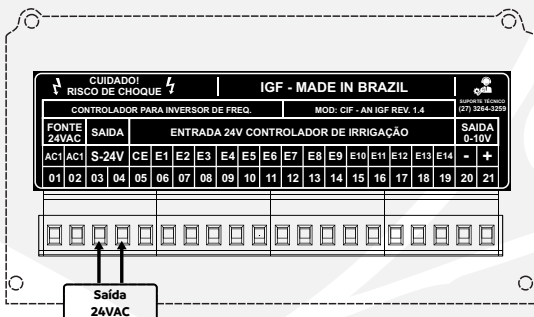 CUIDADO!
RISCO DE CHOQUE
IGF - MADE IN BRAZIL
SUPORTE TÉCNICO
(27) 3264-3259
CONTROLADOR PARA INVERSOR DE FREQ.
MOD: CIF - AN IGF REV. 1.4
FONTE
24VAC
SAIDA
ENTRADA 24V CONTROLADOR DE IRRIGAÇÃO
SAIDA
0-10V
AC1 AC1 S-24V CE E1 E2 E3 E4 E5 E6 E7 E8 E9 E10 E11 E12 E13 E14 - +
01 02 03 04 05 06 07 08 09 10 11 12 13 14 15 16 17 18 19 20 21
Saída
24VAC